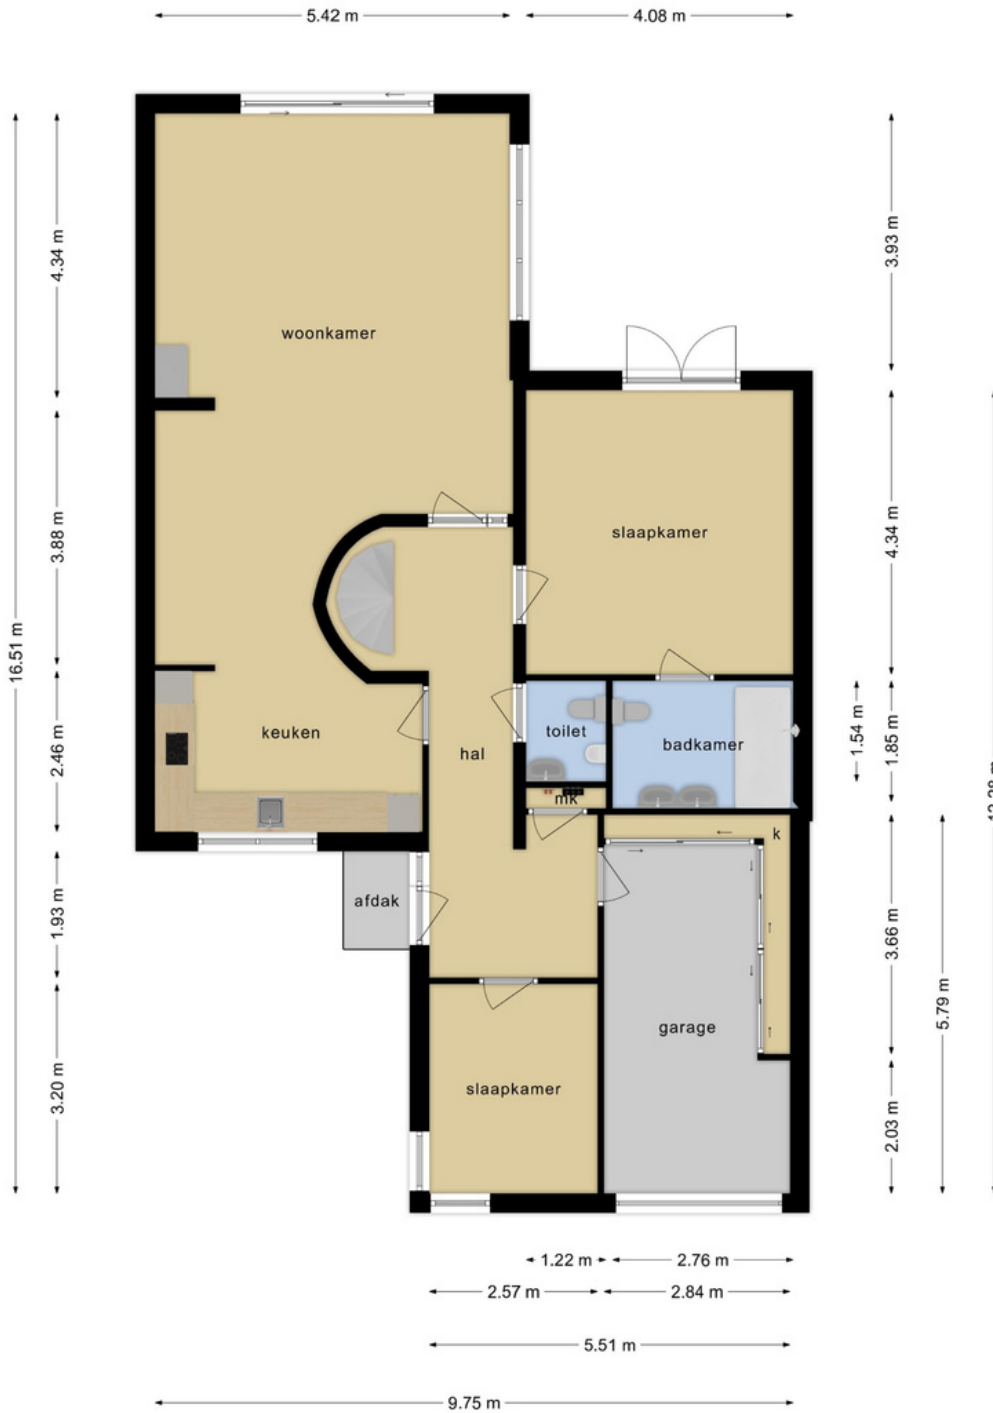 5.42 m
4.08 m
4.34 m
3.93 m
woonkamer
3.88 m
4.34 m
slaapkamer
16.51 m
2.46 m
keuken
hal
toilet
badkamer
1.54 m
1.85 m
mk
k
1.93 m
afdak
3.66 m
5.79 m
garage
slaapkamer
3.20 m
2.03 m
1.22 m
2.76 m
2.57 m
2.84 m
5.51 m
9.75 m